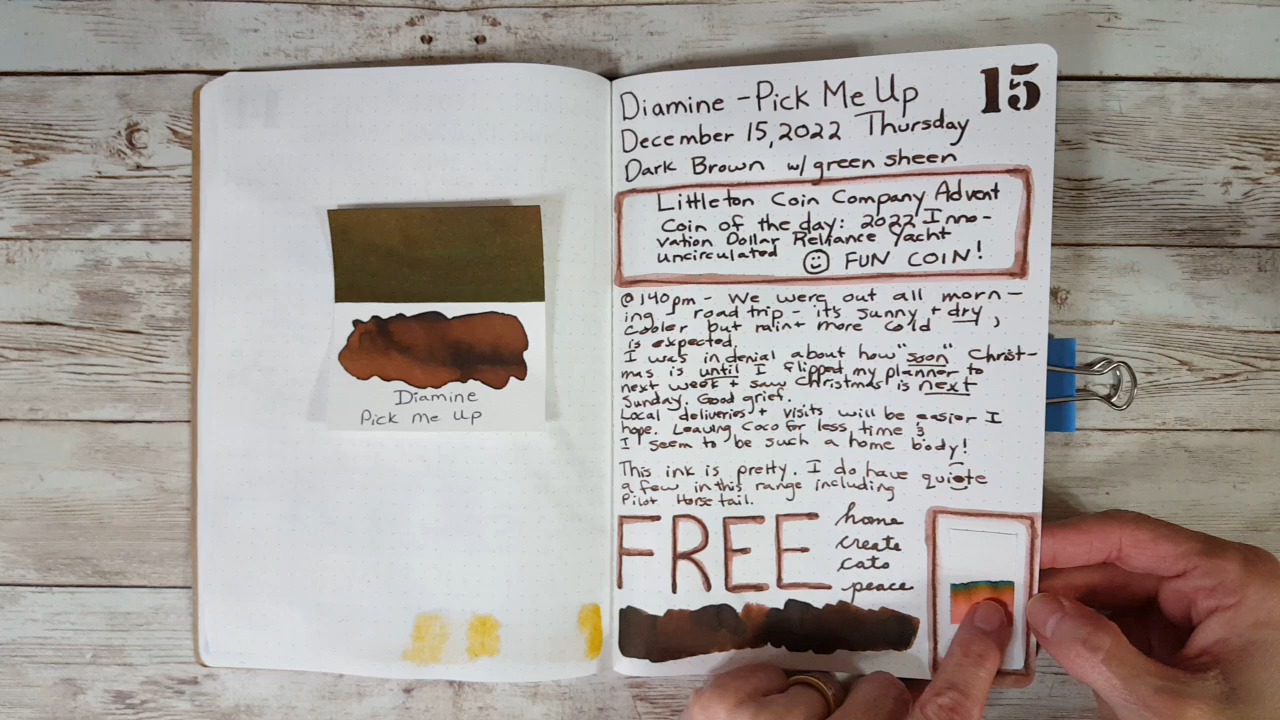 Diamine
Pick me Up
15
Diamine - Pick Me Up
December 15, 2022 Thursday
Dark Brown w/ green sheen
Littleton Coin Company Advent
Coin of the day: 2022 Inno-
vation Dollar Reliance Yacht
uncirculated ☺ FUN COIN!
@ 140pm - We were out all morn-
ing road trip - it's sunny + dry,
cooler but rain + more cold
is expected.
I was in denial about how "soon" Christ-
mas is until I flipped my planner to
next week + saw Christmas is next
Sunday. Good grief.
Local deliveries + visits will be easier I
hope. Leaving Coco for less time &
I seem to be such a home body!
This ink is pretty. I do have quiete
a few in this range including
Pilot Horse tail.
FREE
home
create
cats
peace